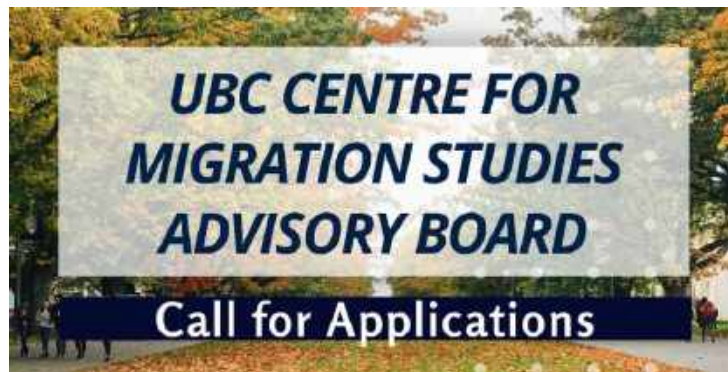 UBC CENTRE FOR
MIGRATION STUDIES
ADVISORY BOARD
Call for Applications